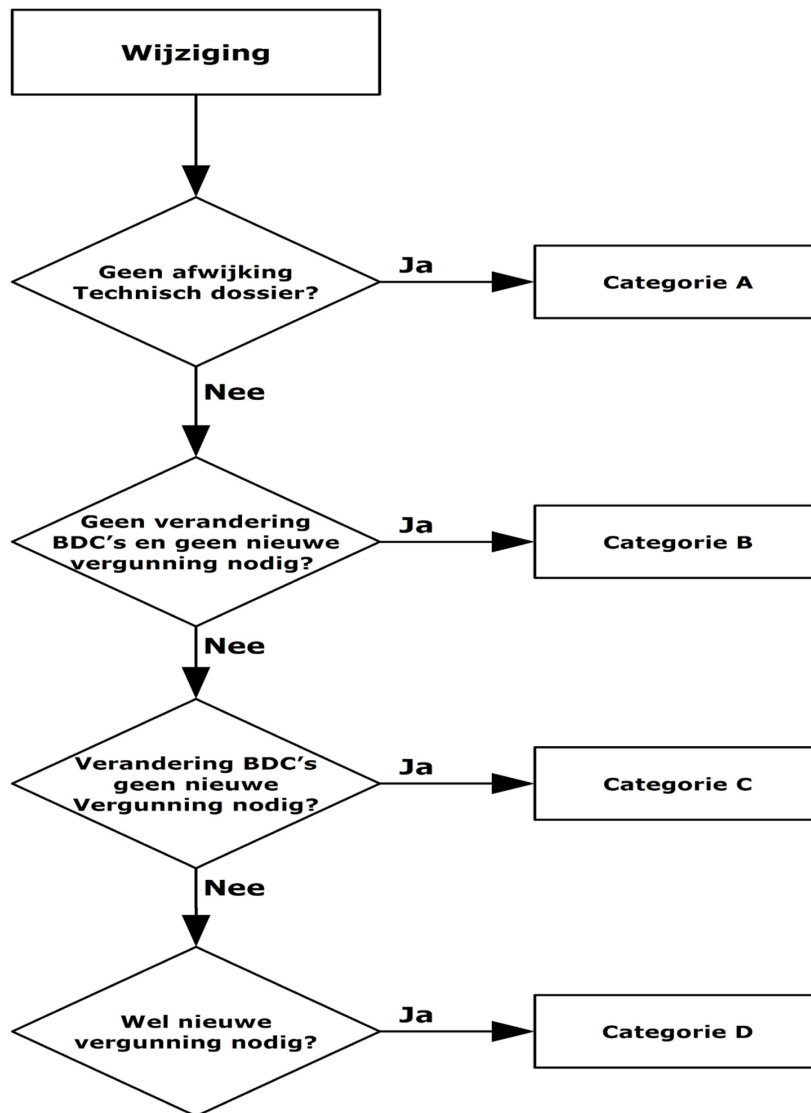 Wijziging
Geen afwijking
Technisch dossier?
Ja
Categorie A
Nee
Geen verandering
BDC's en geen nieuwe
vergunning nodig?
Ja
Categorie B
Nee
Verandering BDC's
geen nieuwe
Vergunning nodig?
Ja
Categorie C
Nee
Wel nieuwe
vergunning nodig?
Ja
Categorie D